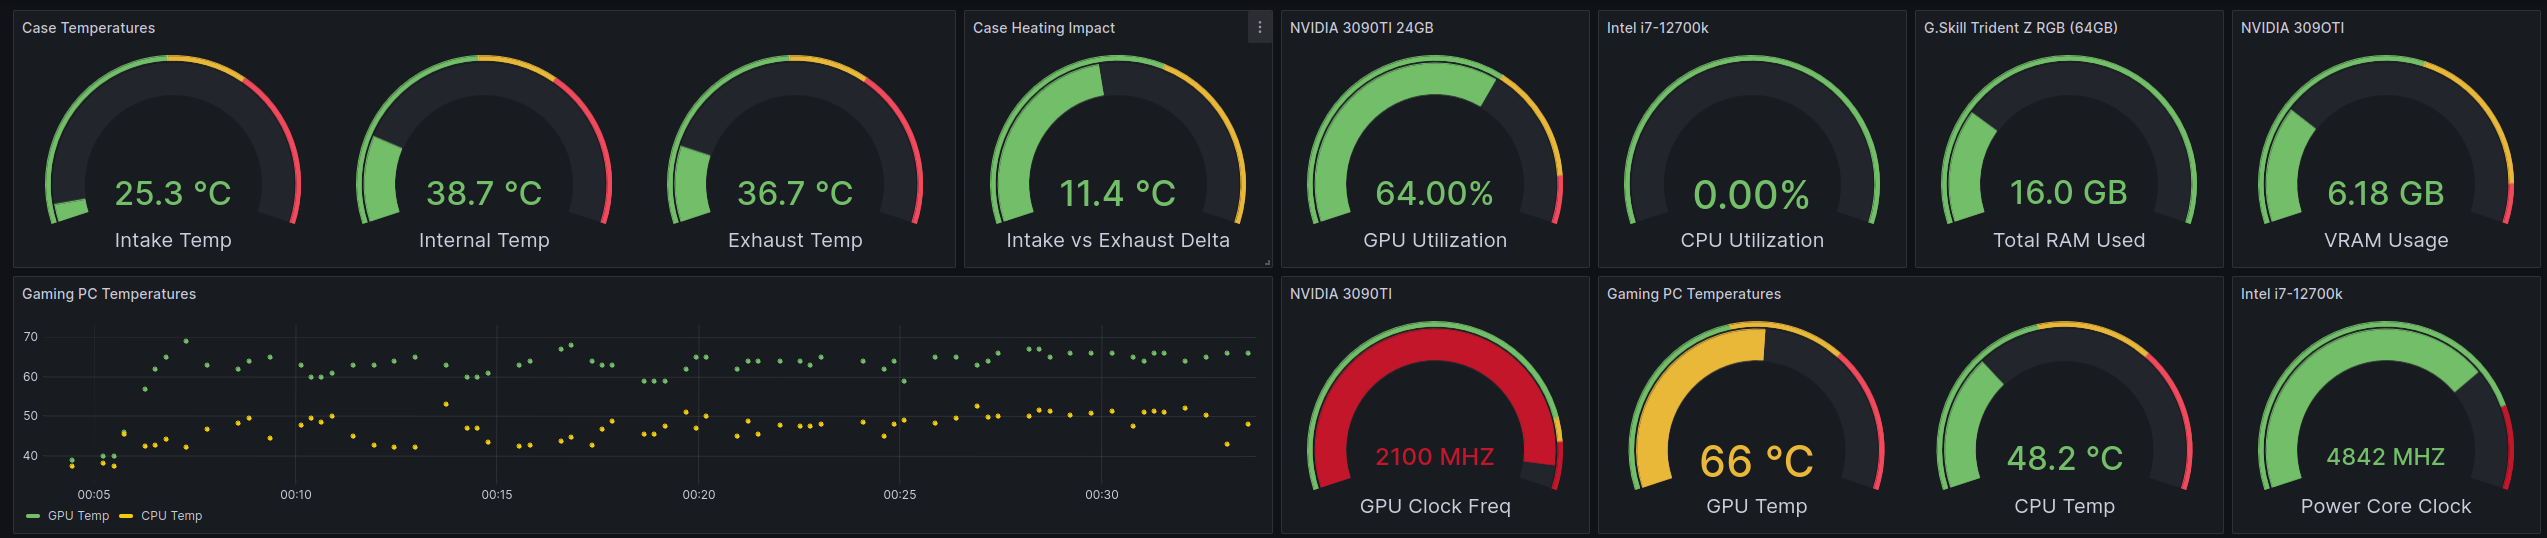 Case Temperatures
25.3 °C
Intake Temp
38.7 °C
Internal Temp
36.7 °C
Exhaust Temp
Case Heating Impact
11.4 °C
Intake vs Exhaust Delta
NVIDIA 3090TI 24GB
64.00%
GPU Utilization
Intel i7-12700k
0.00%
CPU Utilization
G.Skill Trident Z RGB (64GB)
16.0 GB
Total RAM Used
NVIDIA 309OTI
6.18 GB
VRAM Usage
Gaming PC Temperatures
70
60
50
40
00:05 00:10 00:15 00:20 00:25 00:30
GPU Temp CPU Temp
NVIDIA 3090TI
2100 MHZ
GPU Clock Freq
Gaming PC Temperatures
66 °C
GPU Temp
48.2 °C
CPU Temp
Intel i7-12700k
4842 MHZ
Power Core Clock